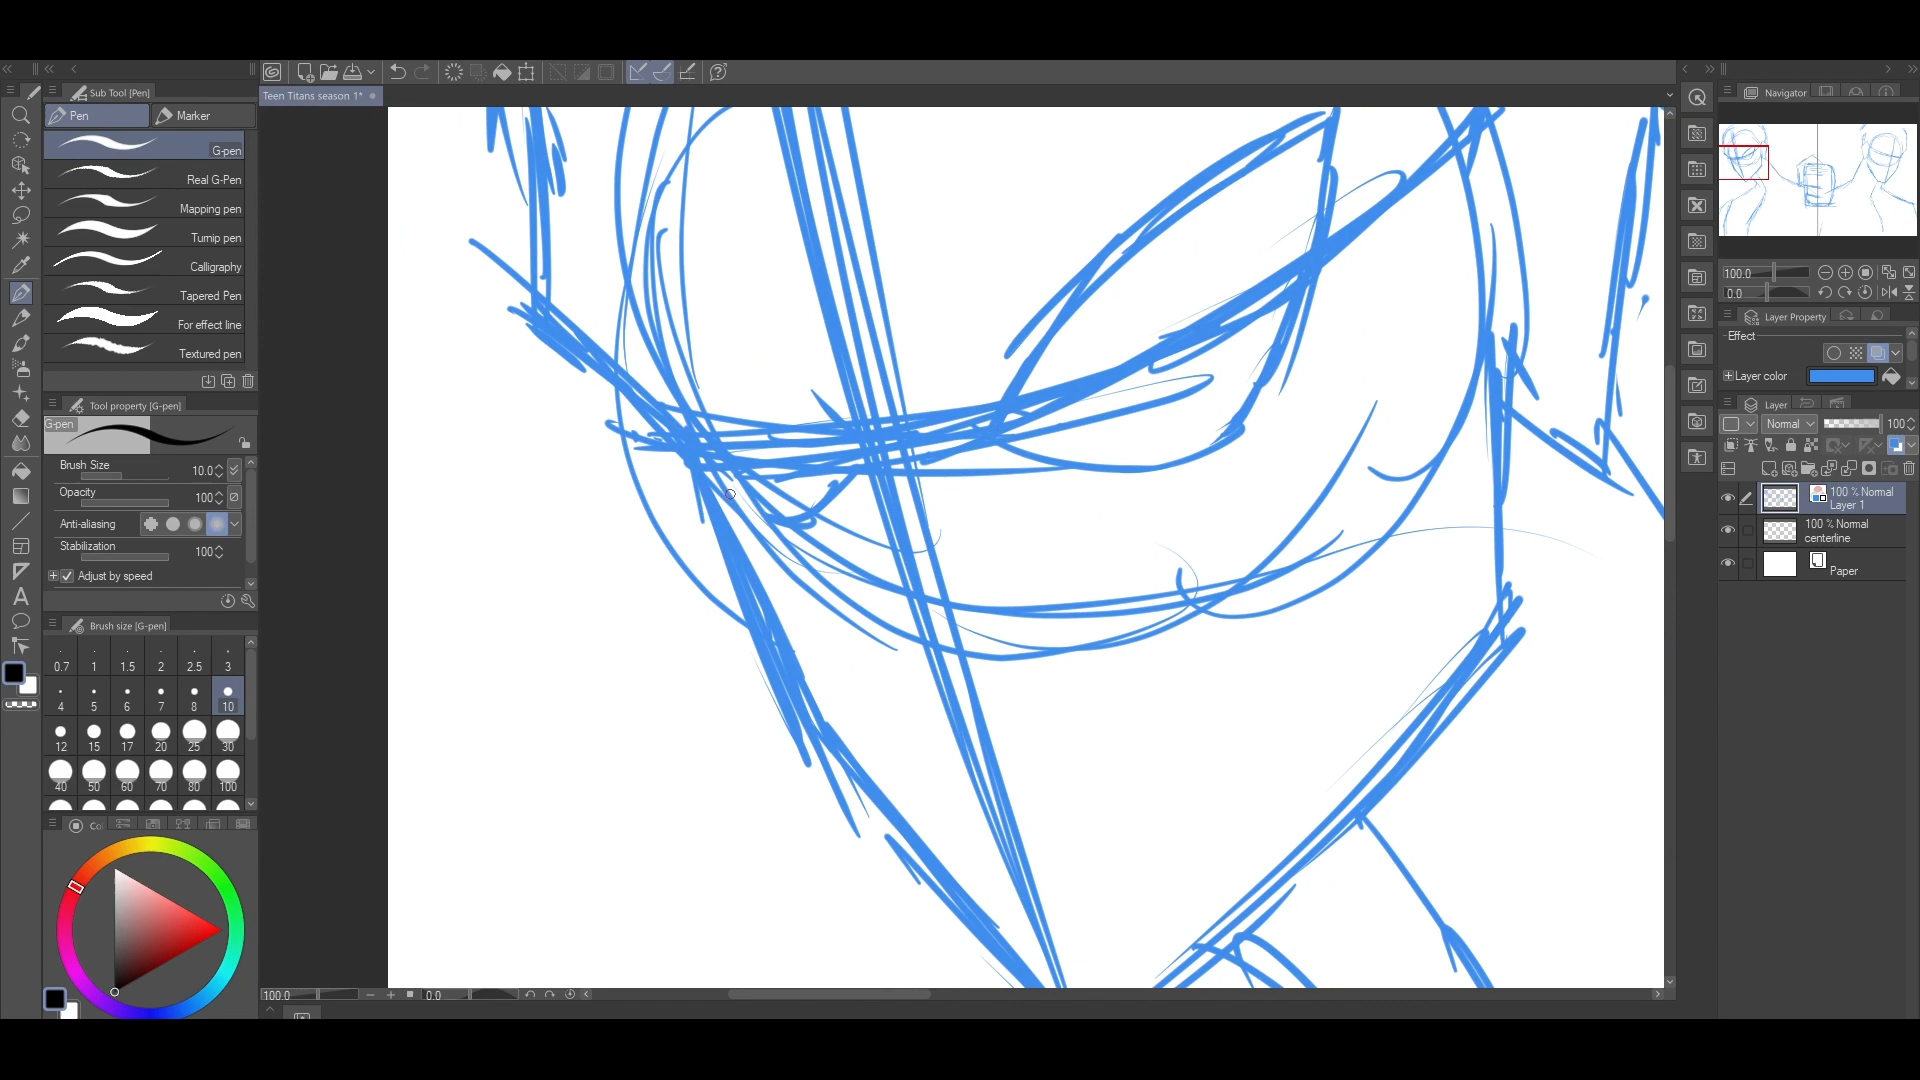 Sub Tool [Pen]
Pen
Marker
G-pen
Real G-Pen
Mapping pen
Turnip pen
Calligraphy
Tapered Pen
For effect line
Textured pen
Tool property [G-pen]
G-pen
Brush Size 10.0
Opacity 100
Anti-aliasing
Stabilization 100
Adjust by speed
Brush size [G-pen]
0.7 1 1.5 2 2.5 3
4 5 6 7 8 10
12 15 17 20 25 30
40 50 60 70 80 100
Co
Teen Titans season 1*
100.0 0.0
Navigator
100.0
0.0
Layer Property
Effect
Layer color
Layer
Normal 100
100 % Normal
Layer 1
100 % Normal
centerline
Paper